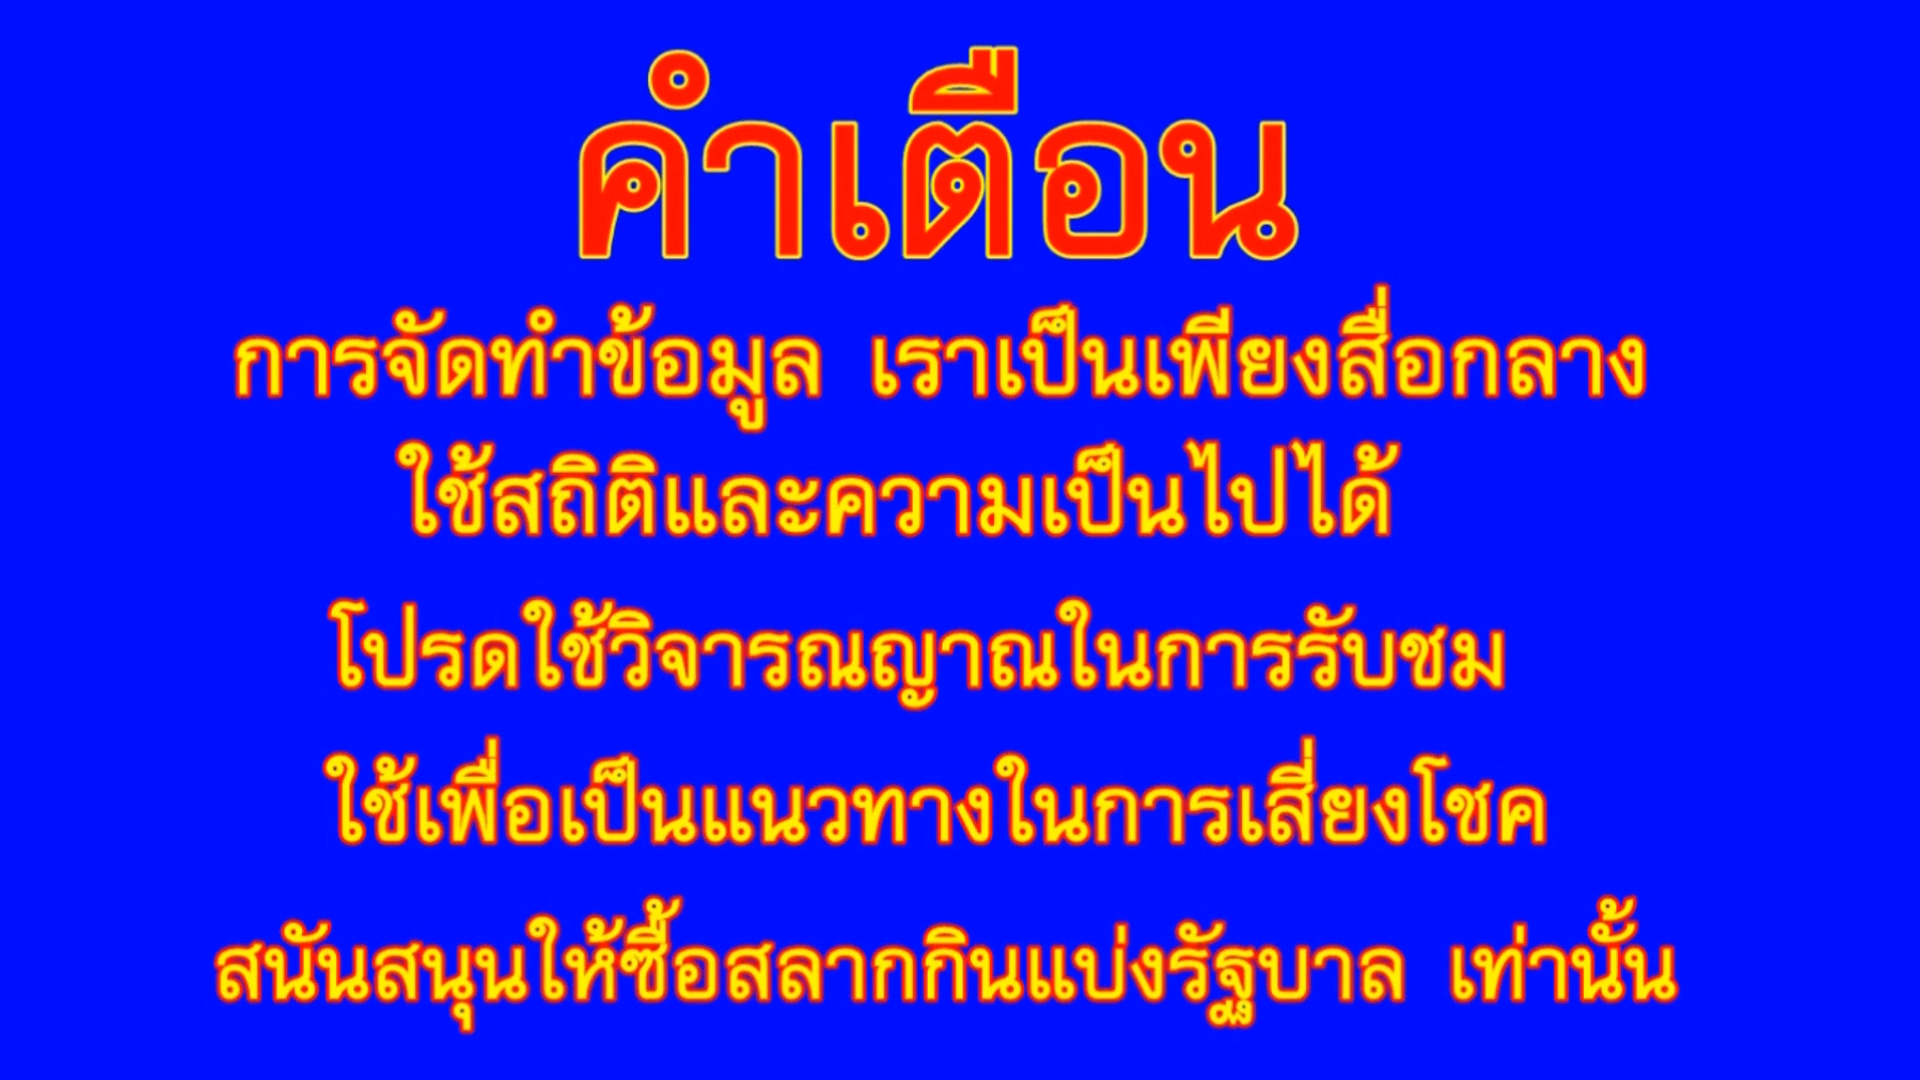 คำเตือน
การจัดทำข้อมูล เราเป็นเพียงสื่อกลาง
ใช้สถิติและความเป็นไปได้
โปรดใช้วิจารณญาณในการรับชม
ใช้เพื่อเป็นแนวทางในการเสี่ยงโชค
สนันสนุนให้ซื้อสลากกินแบ่งรัฐบาล เท่านั้น